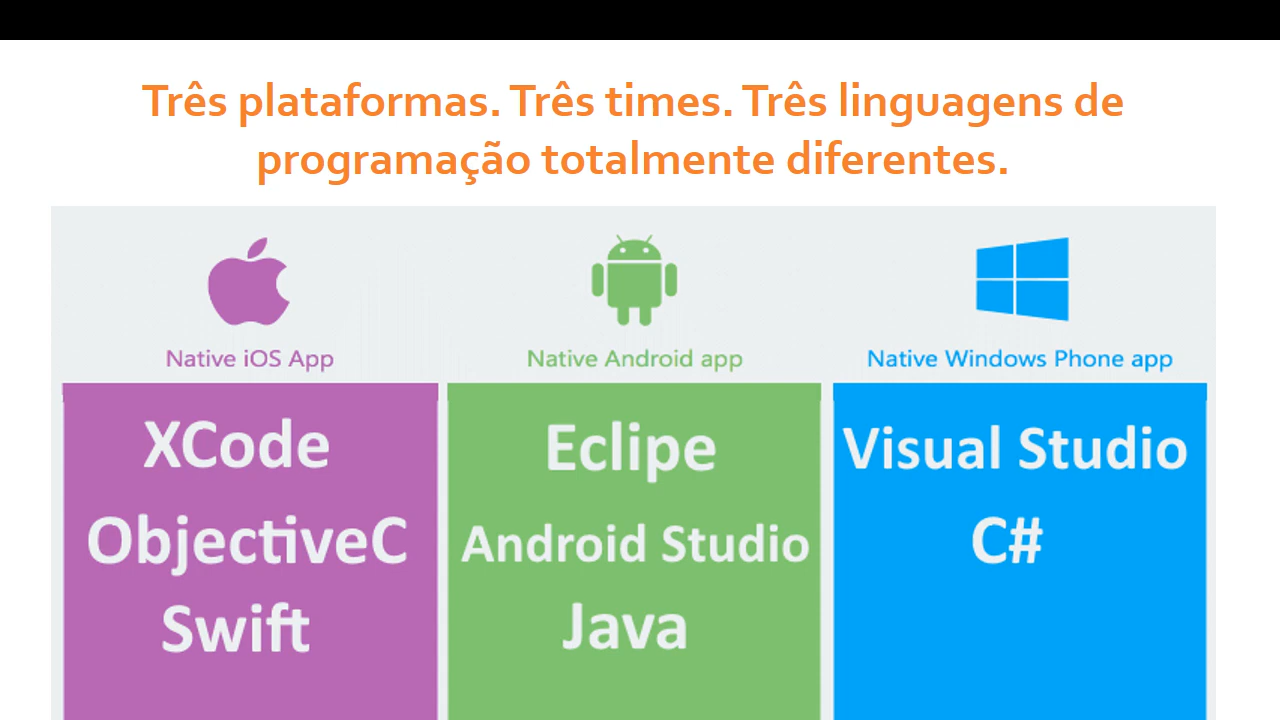 Três plataformas. Três times. Três linguagens de
programação totalmente diferentes.
Native iOS App
XCode
ObjectiveC
Swift
Native Android app
Eclipe
Android Studio
Java
Native Windows Phone app
Visual Studio
C#